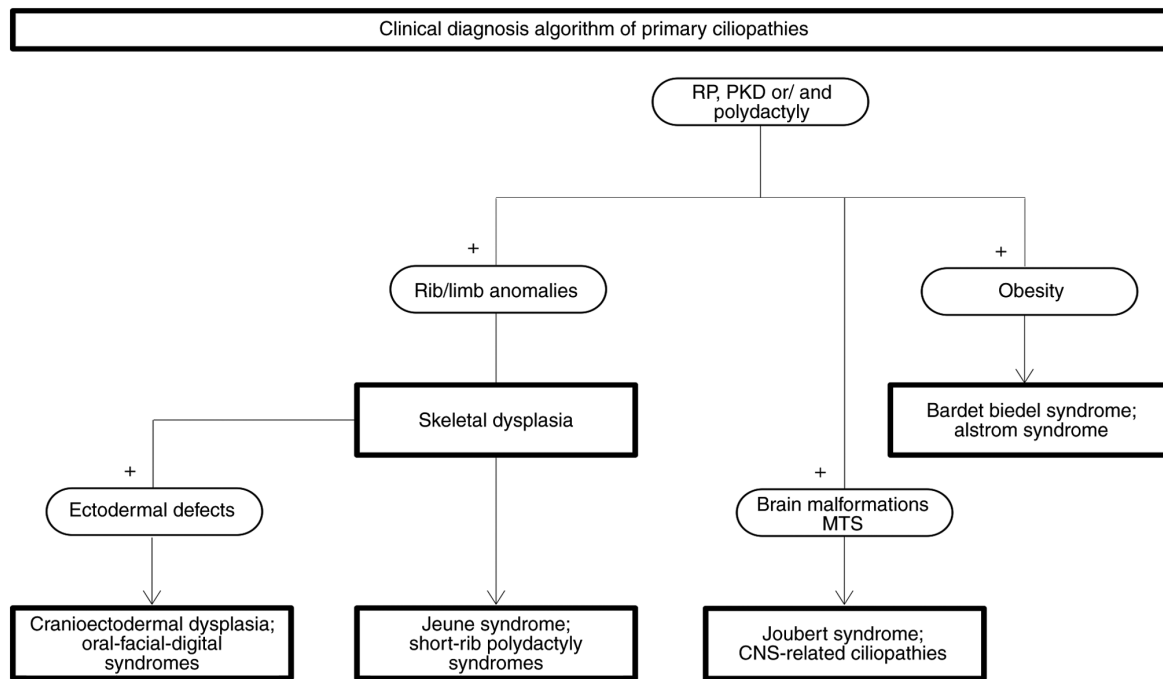 Clinical diagnosis algorithm of primary ciliopathies
RP, PKD or/ and
polydactyly
+
+
Rib/limb anomalies
Obesity
Skeletal dysplasia
Bardet biedel syndrome;
alstrom syndrome
+
+
Ectodermal defects
Brain malformations
MTS
Cranioectodermal dysplasia;
oral-facial-digital
syndromes
Jeune syndrome;
short-rib polydactyly
syndromes
Joubert syndrome;
CNS-related ciliopathies